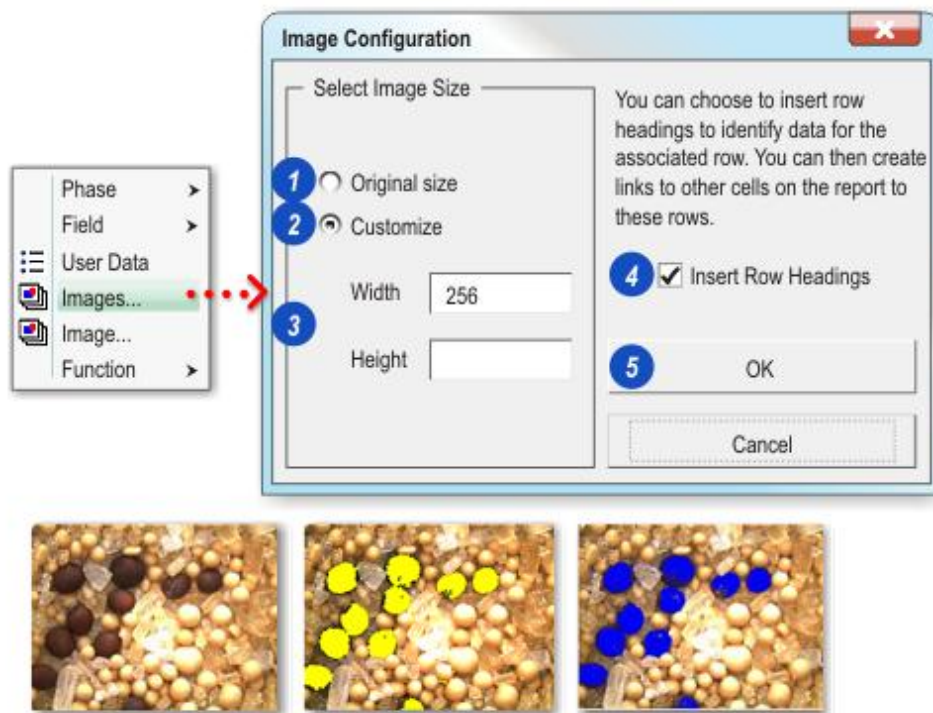 Image Configuration
Select Image Size
1 Original size
2 Customize
3
Width 256
Height
You can choose to insert row
headings to identify data for the
associated row. You can then create
links to other cells on the report to
these rows.
4 Insert Row Headings
5 OK
Cancel
Phase
Field
User Data
Images...
Image...
Function